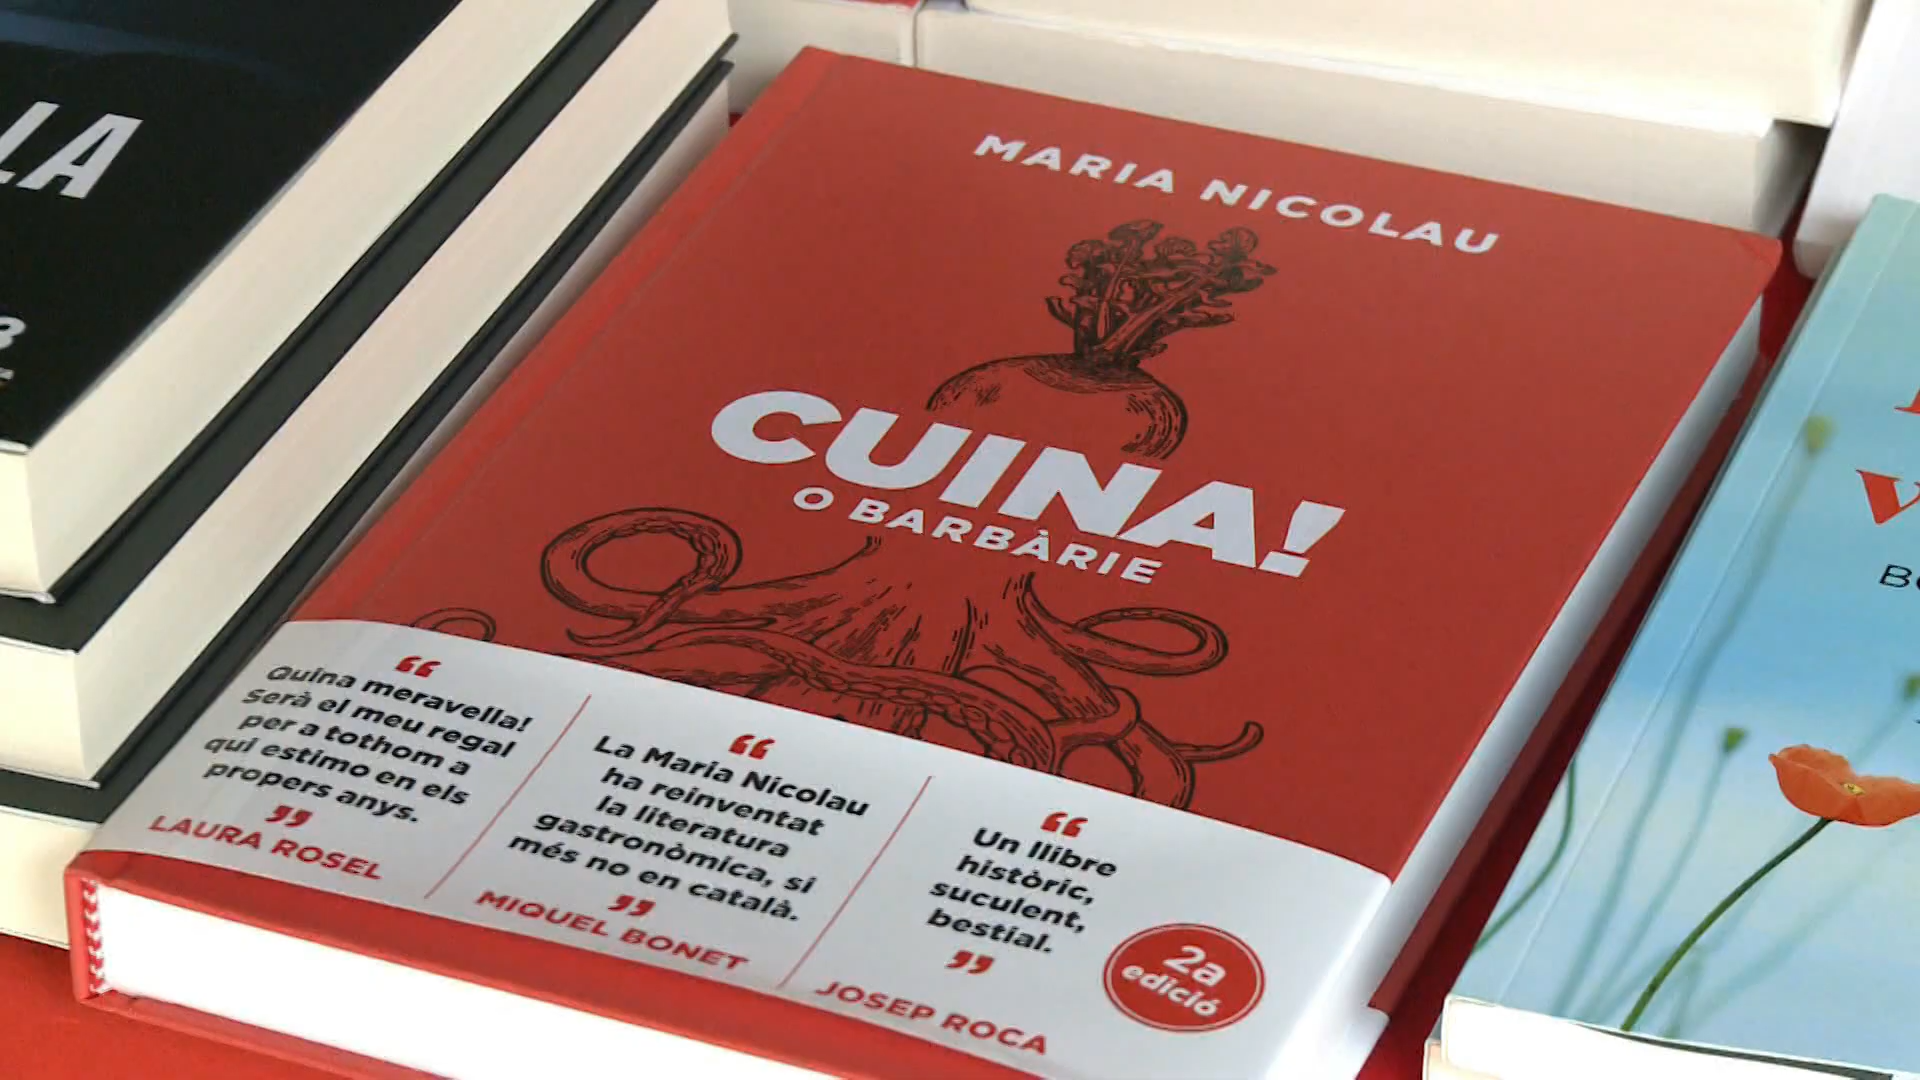 MARIA NICOLAU
CUINA!
O BARBÀRIE
“
Quina meravella!
Serà el meu regal
per a tothom a
qui estimo en els
propers anys.
”
LAURA ROSEL
“
La Maria Nicolau
ha reinventat
la literatura
gastronòmica, si
més no en català.
”
MIQUEL BONET
“
Un llibre
històric,
suculent,
bestial.
”
JOSEP ROCA
2a
edició
LA
3
V